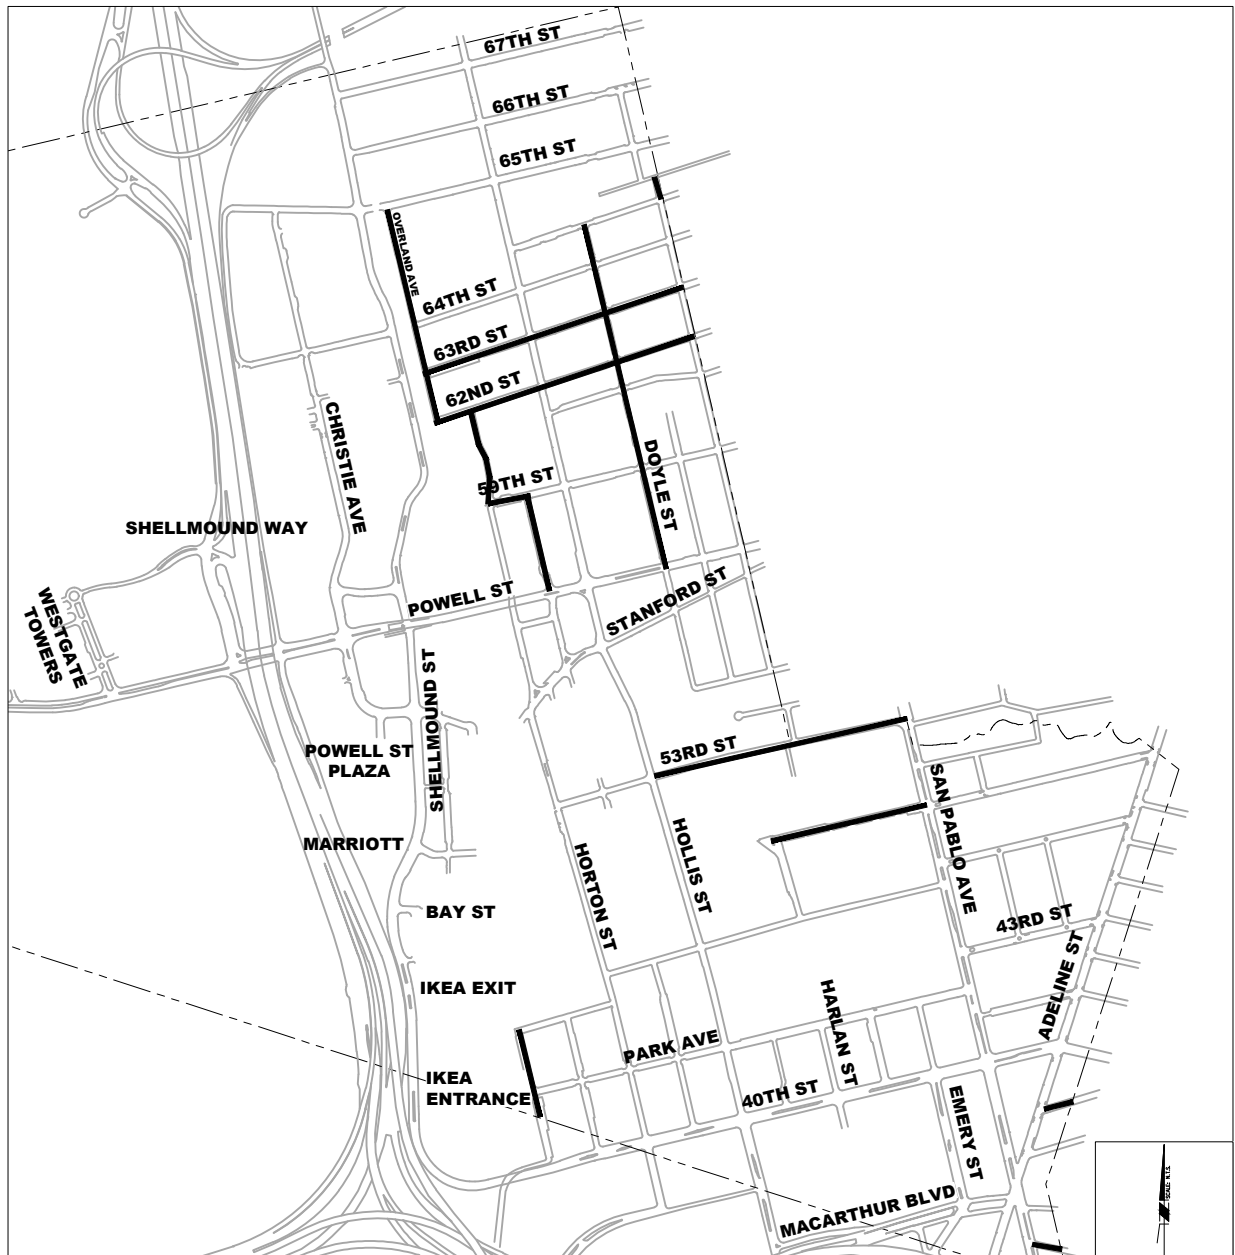 67TH ST
66TH ST
65TH ST
OVERLAND AVE
64TH ST
63RD ST
62ND ST
CHRISTIE AVE
59TH ST
DOYLE ST
SHELLMOUND WAY
WESTGATE
TOWERS
POWELL ST
STANFORD ST
SHELLMOUND ST
POWELL ST
PLAZA
53RD ST
SAN PABLO AVE
MARRIOTT
HOLLIS ST
HORTON ST
BAY ST
43RD ST
ADELINE ST
IKEA EXIT
HARLAN ST
PARK AVE
IKEA
ENTRANCE
40TH ST
EMERY ST
MACARTHUR BLVD
SCALE: N.T.S.